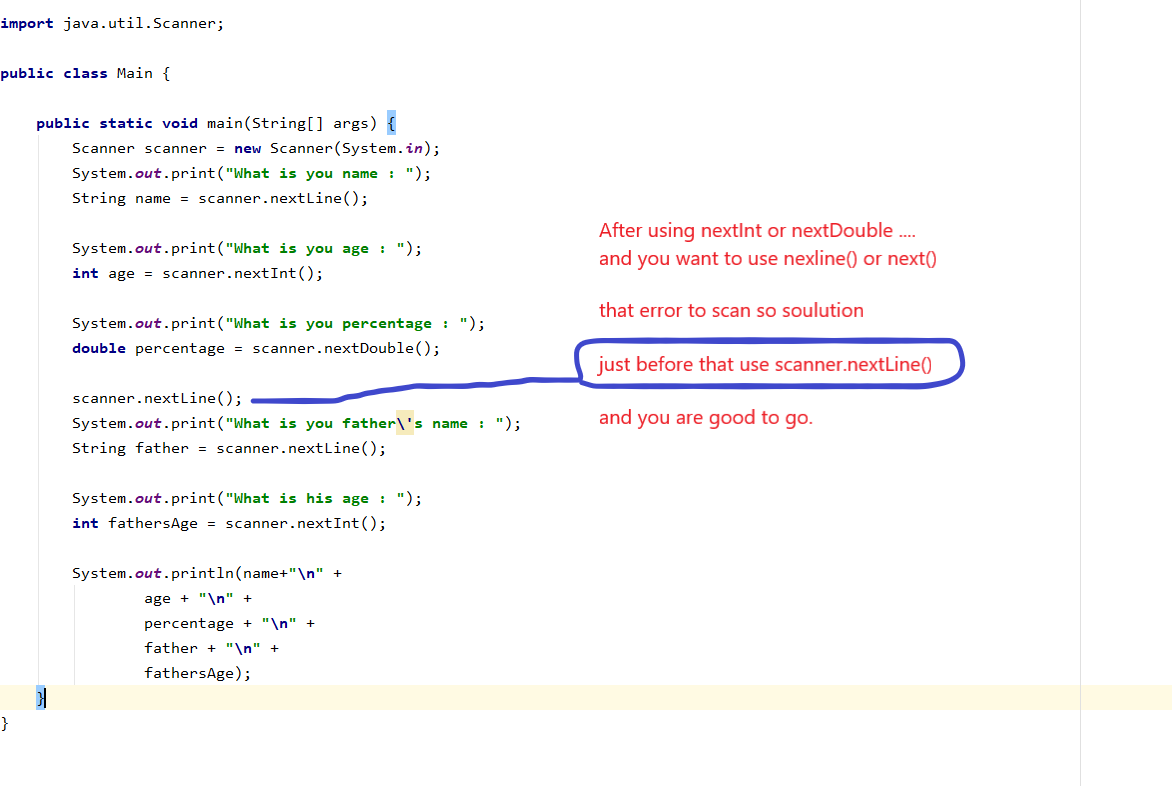 import java.util.Scanner;
public class Main {
public static void main(String[] args) {
Scanner scanner = new Scanner(System.in);
System.out.print("What is you name : ");
String name = scanner.nextLine();
System.out.print("What is you age : ");
int age = scanner.nextInt();
System.out.print("What is you percentage : ");
double percentage = scanner.nextDouble();
scanner.nextLine();
System.out.print("What is you father\'s name : ");
String father = scanner.nextLine();
System.out.print("What is his age : ");
int fathersAge = scanner.nextInt();
System.out.println(name+"\n" +
age + "\n" +
percentage + "\n" +
father + "\n" +
fathersAge);
}
}
After using nextInt or nextDouble ....
and you want to use nexline() or next()
that error to scan so soulution
just before that use scanner.nextLine()
and you are good to go.